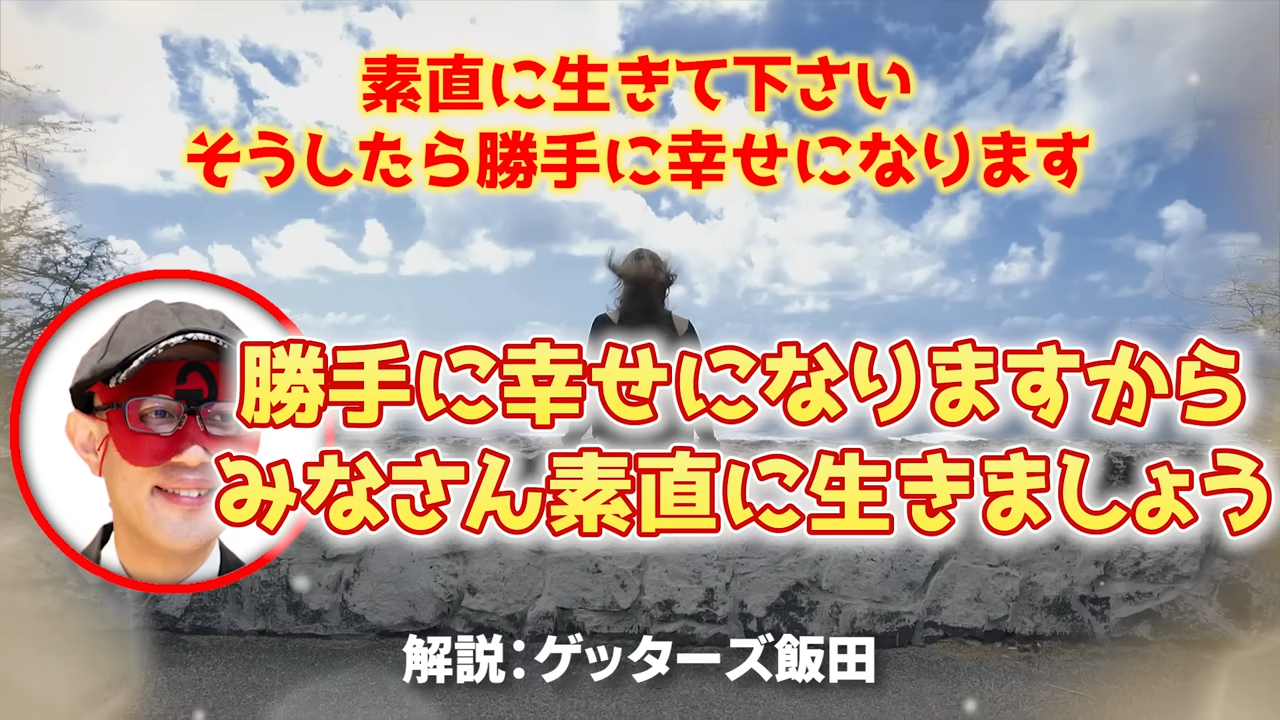 素直に生きて下さい
そうしたら勝手に幸せになります
勝手に幸せになりますから
みなさん素直に生きましょう
解説：ゲッターズ飯田